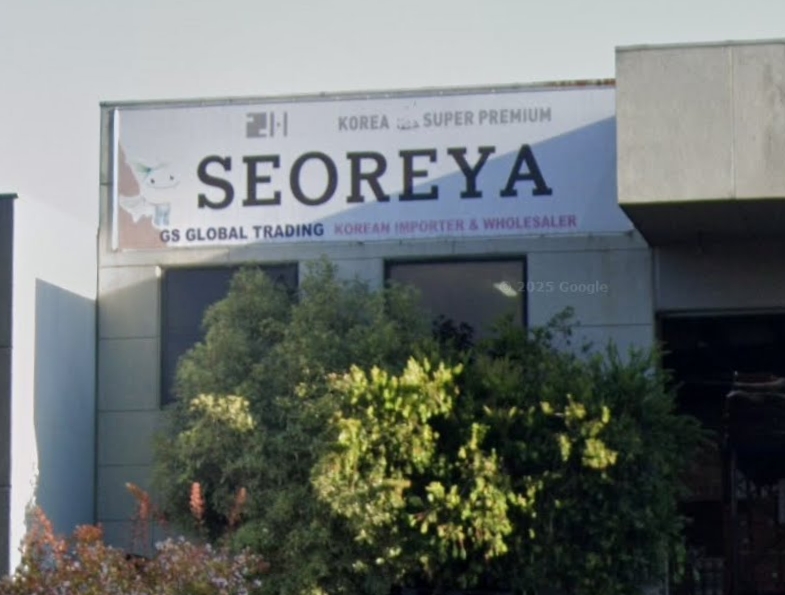 KOREA SUPER PREMIUM
SEOREYA
GS GLOBAL TRADING KOREAN IMPORTER & WHOLESALER
© 2025 Google